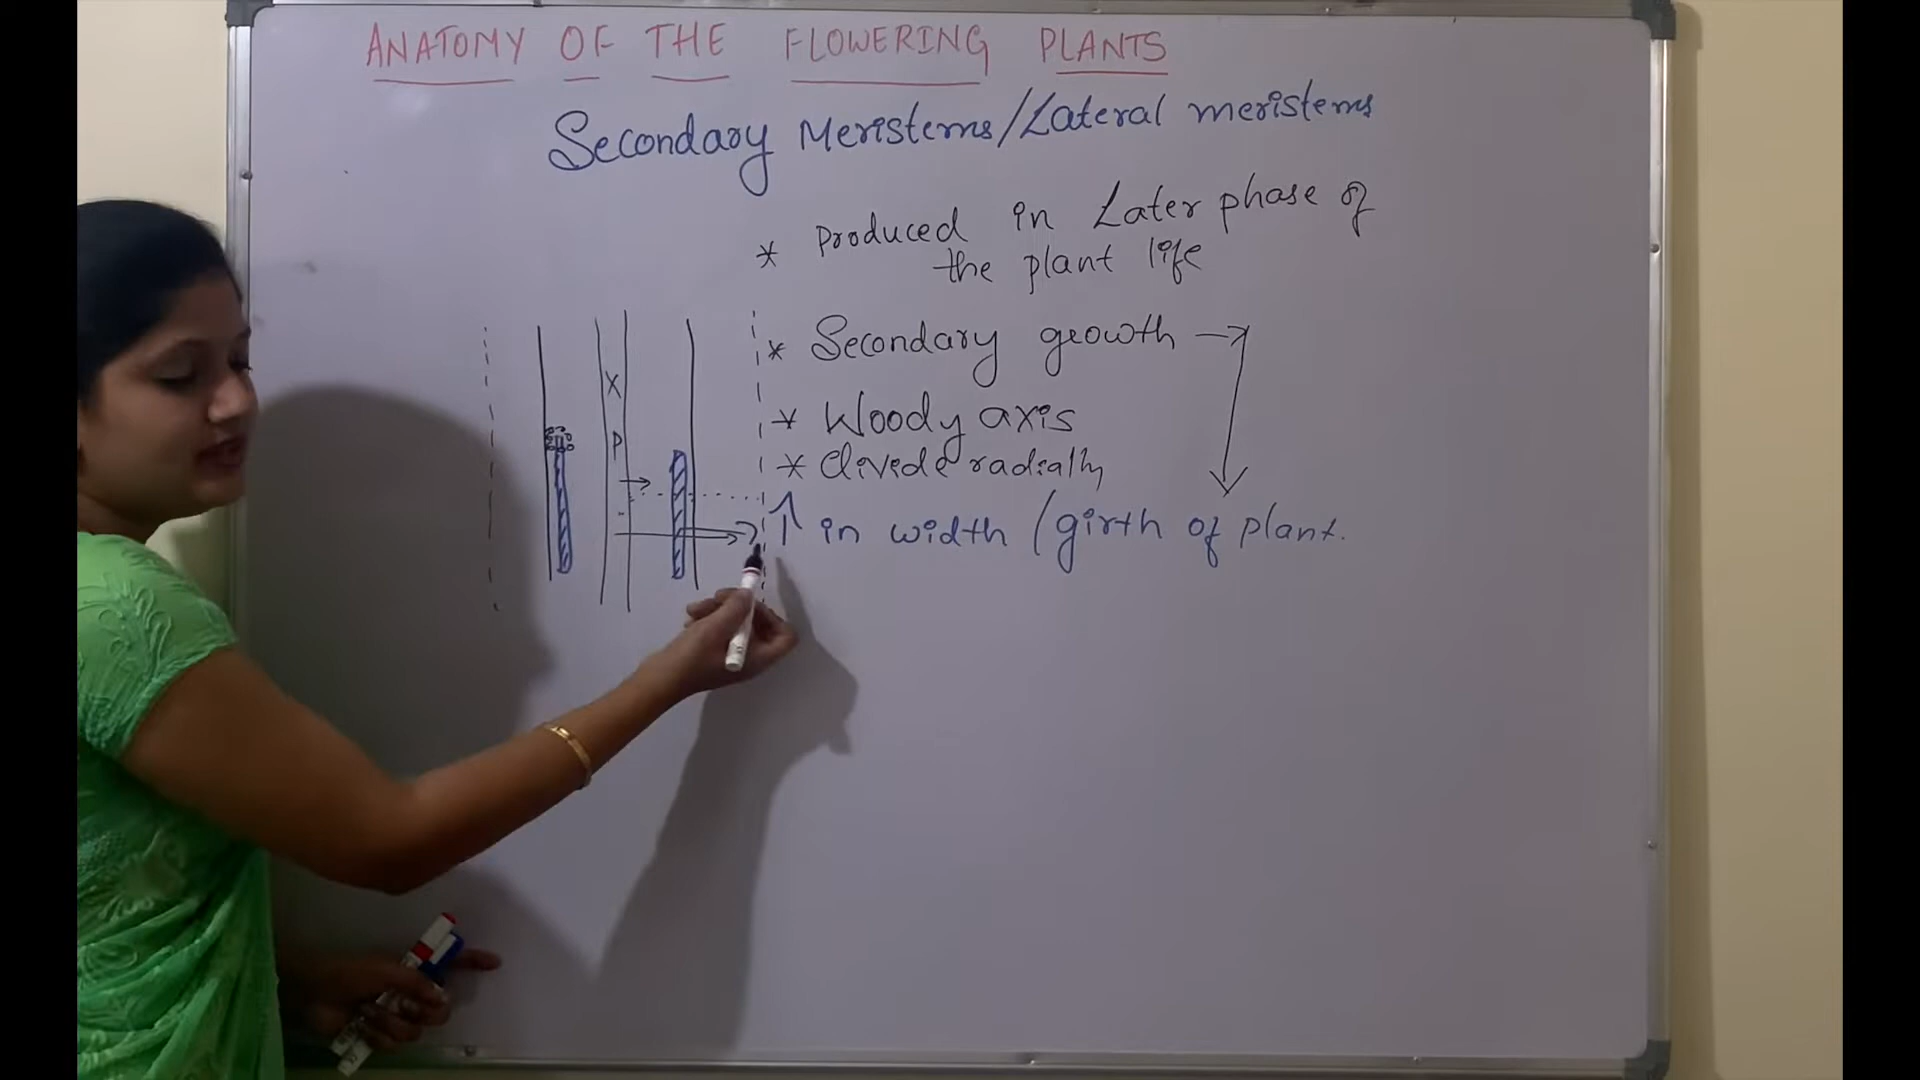 ANATOMY OF THE FLOWERING PLANTS
Secondary Meristems/Lateral meristems
* Produced in Later phase of
the plant life
* Secondary growth
* Woody axis
* divede radially
↑ in width / girth of plant.
X
P